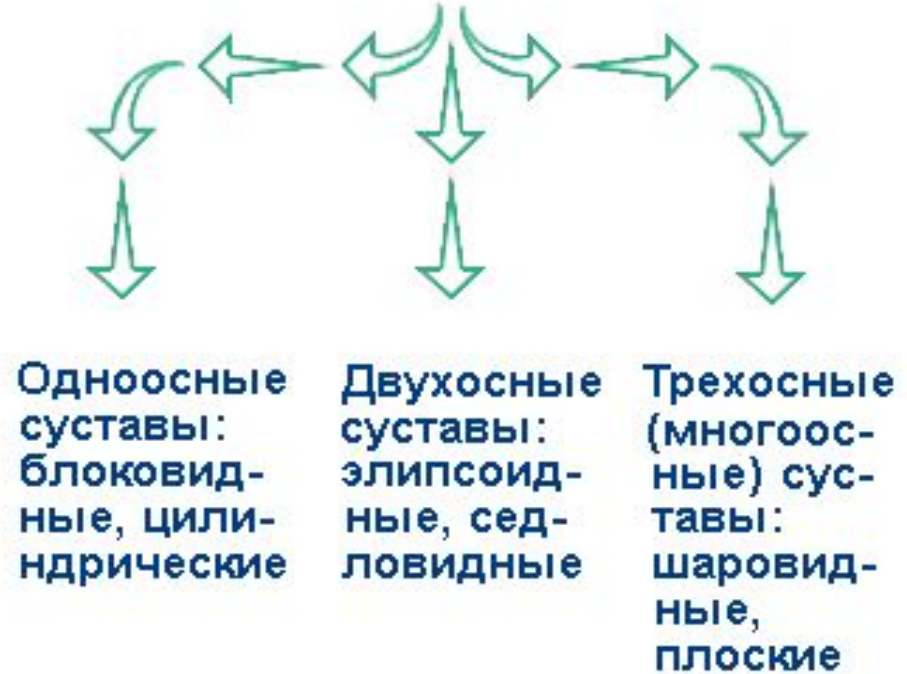 Одноосные
суставы:
блоковид-
ные, цили-
ндрические
Двухосные
суставы:
элипсоид-
ные, сед-
ловидные
Трехосные
(многоос-
ные) сус-
тавы:
шаровид-
ные,
плоские